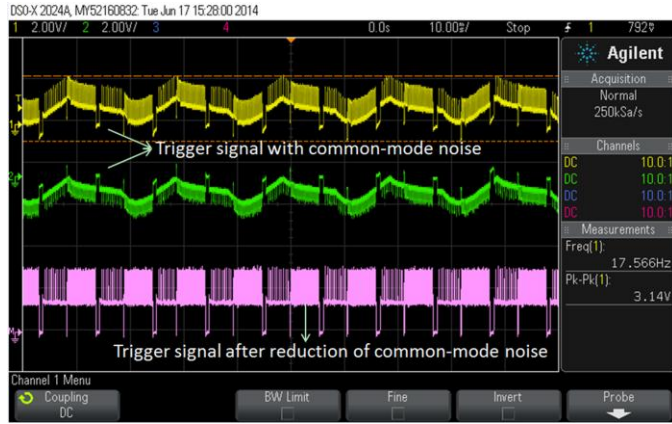 DSO-X 2024A, MY52160832: Tue Jun 17 15:28:00 2014
1 2.00V/ 2 2.00V/ 3 4 0.0s 10.00s/ Stop 1 792
Agilent
Acquisition
Normal
250kSa/s
Channels
DC 10.0:1
DC 10.0:1
DC 10.0:1
DC 10.0:1
Measurements
Freq(1):
17.566Hz
Pk-Pk(1):
3.14V
Trigger signal with common-mode noise
Trigger signal after reduction of common-mode noise
Channel 1 Menu
Coupling
DC
BW Limit
Fine
Invert
Probe